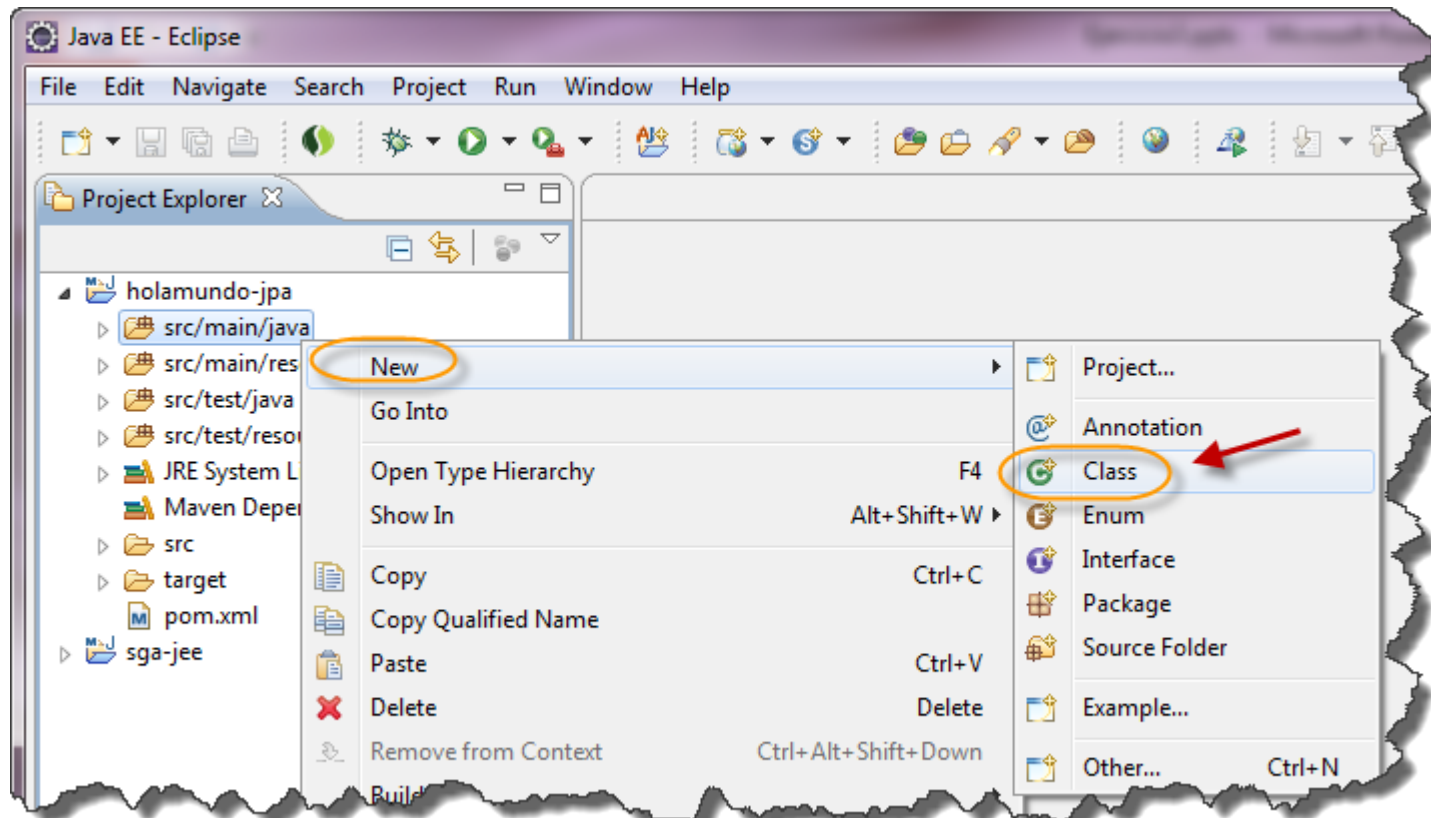 Java EE - Eclipse
File Edit Navigate Search Project Run Window Help
Project Explorer
holamundo-jpa
src/main/java
src/main/res
src/test/java
src/test/resou
JRE System L
Maven Deper
src
target
pom.xml
sga-jee
New
Go Into
Open Type Hierarchy F4
Show In Alt+Shift+W
Copy Ctrl+C
Copy Qualified Name
Paste Ctrl+V
Delete Delete
Remove from Context Ctrl+Alt+Shift+Down
Build
Project...
Annotation
Class
Enum
Interface
Package
Source Folder
Example...
Other... Ctrl+N